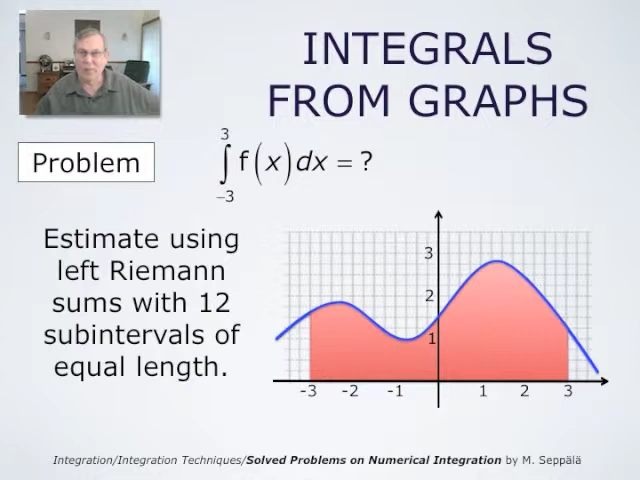 INTEGRALS
FROM GRAPHS
Problem
3
∫ f(x)dx = ?
−3
Estimate using
left Riemann
sums with 12
subintervals of
equal length.
3
2
1
-3 -2 -1 1 2 3
Integration/Integration Techniques/Solved Problems on Numerical Integration by M. Seppälä